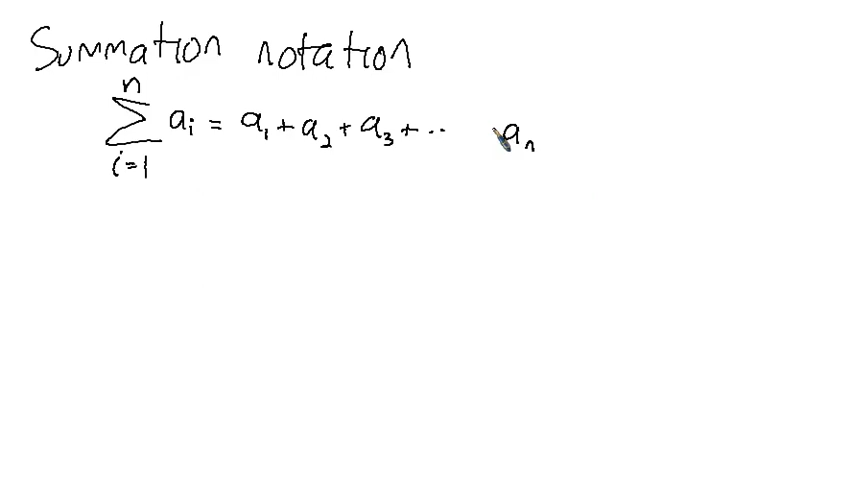 Summation notation
n
∑ aᵢ = a₁ + a₂ + a₃ + .. aₙ
i=1